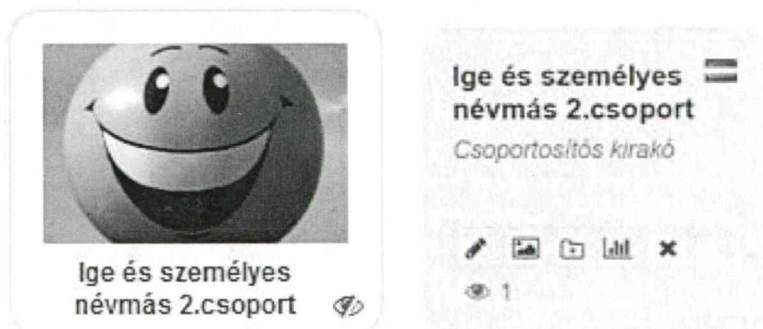 Ige és személyes
névmás 2.csoport
Ige és személyes
névmás 2.csoport
Csoportosítós kirakó
1